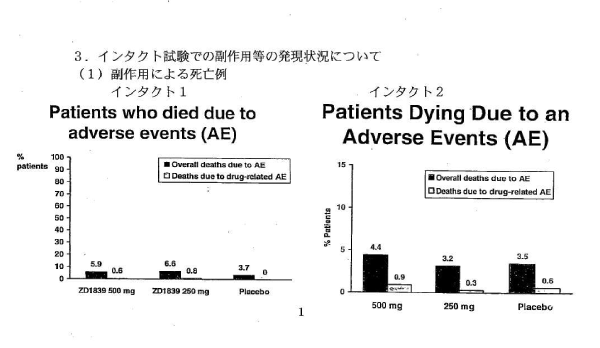 3．インタクト試験での副作用等の発現状況について
（1）副作用による死亡例
インタクト1
Patients who died due to
adverse events (AE)
%
patients
100
90
80
70
60
50
40
30
20
10
0
■ Overall deaths due to AE
□ Deaths due to drug-related AE
5.9
0.6
6.6
0.8
3.7
0
ZD1839 500 mg
ZD1839 250 mg
Placebo
インタクト2
Patients Dying Due to an
Adverse Events (AE)
% Patients
15
10
5
0
■ Overall deaths due to AE
□ Deaths due to drug-related AE
4.4
0.9
3.2
0.3
3.5
0.6
500 mg
250 mg
Placebo
1